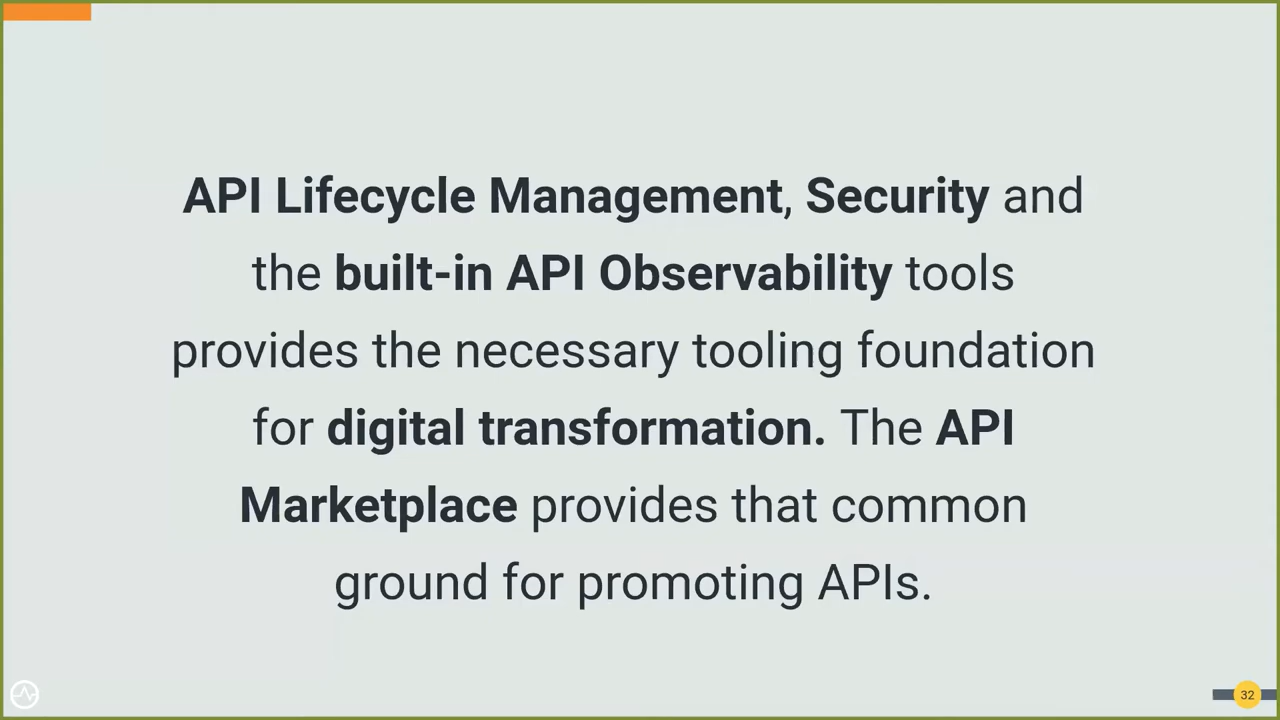 API Lifecycle Management, Security and
the built-in API Observability tools
provides the necessary tooling foundation
for digital transformation. The API
Marketplace provides that common
ground for promoting APIs.
32